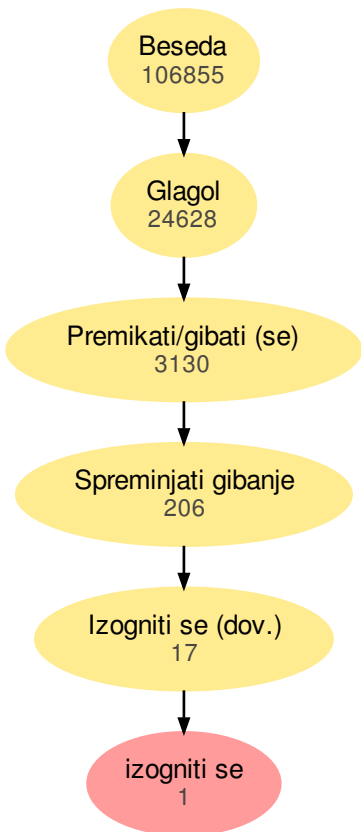 Beseda
106855
Glagol
24628
Premikati/gibati (se)
3130
Spreminjati gibanje
206
Izogniti se (dov.)
17
izogniti se
1